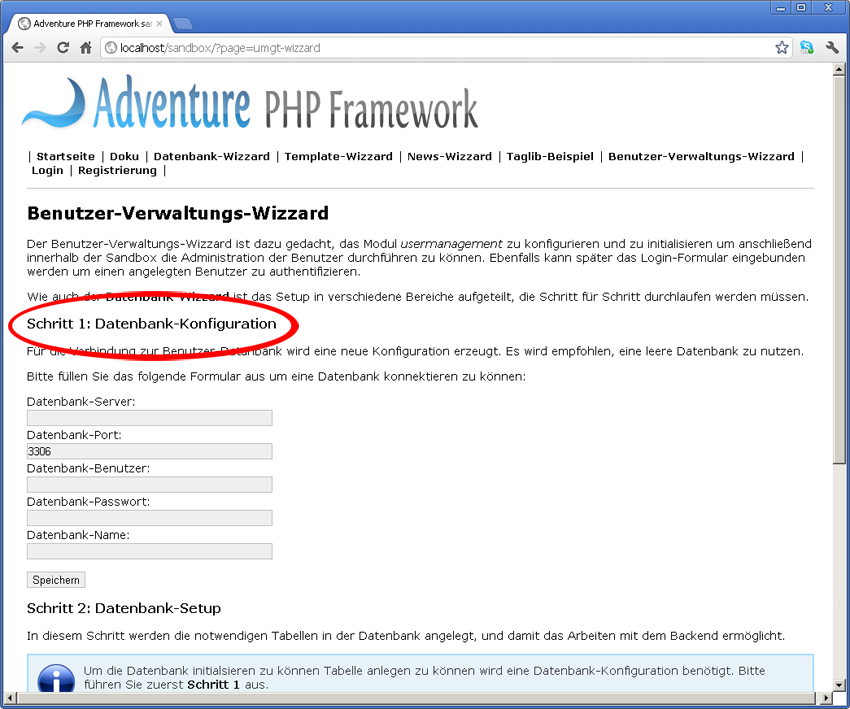 Adventure PHP Framework sa
localhost/sandbox/?page=umgt-wizzard
Adventure PHP Framework
| Startseite | Doku | Datenbank-Wizzard | Template-Wizzard | News-Wizzard | Taglib-Beispiel | Benutzer-Verwaltungs-Wizzard |
Login | Registrierung |
Benutzer-Verwaltungs-Wizzard
Der Benutzer-Verwaltungs-Wizzard ist dazu gedacht, das Modul usermanagement zu konfigurieren und zu initialisieren um anschließend
innerhalb der Sandbox die Administration der Benutzer durchführen zu können. Ebenfalls kann später das Login-Formular eingebunden
werden um einen angelegten Benutzer zu authentifizieren.
Wie auch der Datenbank-Wizzard ist das Setup in verschiedene Bereiche aufgeteilt, die Schritt für Schritt durchlaufen werden müssen.
Schritt 1: Datenbank-Konfiguration
Für die Verbindung zur Benutzer-Datenbank wird eine neue Konfiguration erzeugt. Es wird empfohlen, eine leere Datenbank zu nutzen.
Bitte füllen Sie das folgende Formular aus um eine Datenbank konnektieren zu können:
Datenbank-Server:
Datenbank-Port:
3306
Datenbank-Benutzer:
Datenbank-Passwort:
Datenbank-Name:
Speichern
Schritt 2: Datenbank-Setup
In diesem Schritt werden die notwendigen Tabellen in der Datenbank angelegt, und damit das Arbeiten mit dem Backend ermöglicht.
Um die Datenbank initialsieren zu können Tabelle anlegen zu können wird eine Datenbank-Konfiguration benötigt. Bitte
führen Sie zuerst Schritt 1 aus.